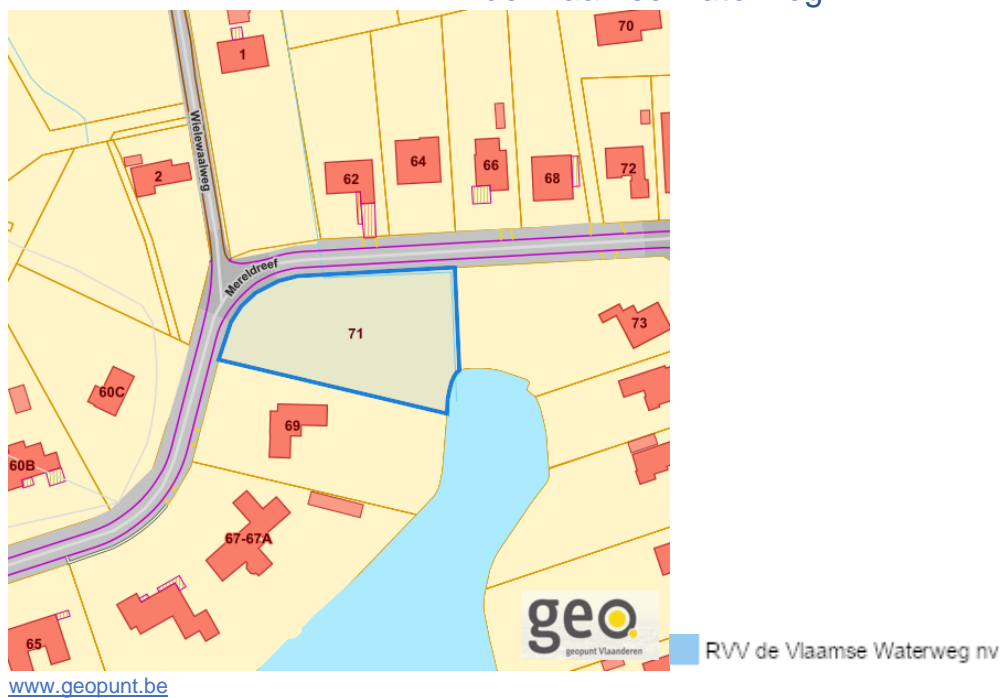 70
1
Wielewaalweg
64
66
62
68
72
2
Mereldreef
71
73
60C
69
60B
67-67A
65
geo
geopunt Vlaanderen
RVV de Vlaamse Waterweg nv
www.geopunt.be